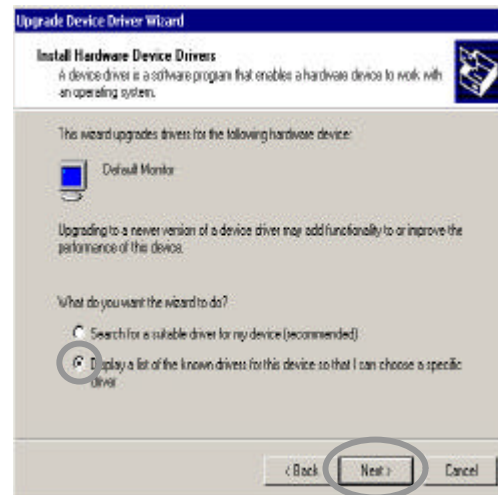 Upgrade Device Driver Wizard
Install Hardware Device Drivers
A device driver is a software program that enables a hardware device to work with
an operating system.
This wizard upgrades drivers for the following hardware device:
Default Monitor
Upgrading to a newer version of a device driver may add functionality to or improve the
performance of this device.
What do you want the wizard to do?
Search for a suitable driver for my device (recommended)
Display a list of the known drivers for this device so that I can choose a specific
driver
< Back
Next >
Cancel